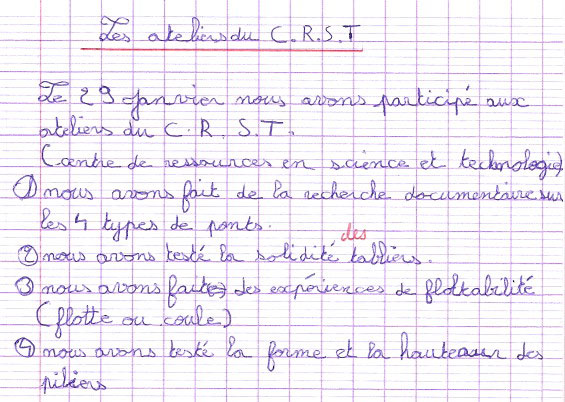 Les ateliers du C.R.S.T
Le 29 Janvier nous avons participé aux
ateliers du C.R.S.T.
(centre de ressources en science et technologie)
① nous avons fait de la recherche documentaire sur
les 4 types de ponts.
② nous avons testé la solidité des tabliers.
③ nous avons faites des expériences de flottabilité
(flotte ou coule)
④ nous avons testé la forme et la hauteur des
piliers